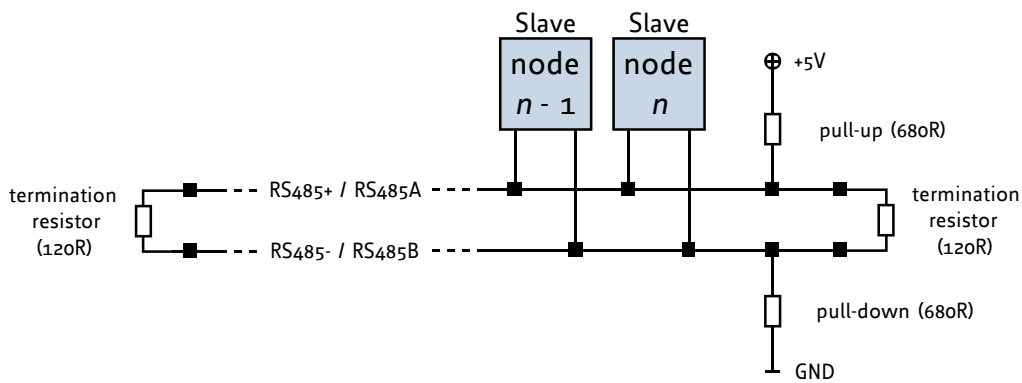 Slave
Slave
node
n - 1
node
n
+5V
pull-up (680R)
termination
resistor
(120R)
RS485+ / RS485A
RS485- / RS485B
termination
resistor
(120R)
pull-down (680R)
GND